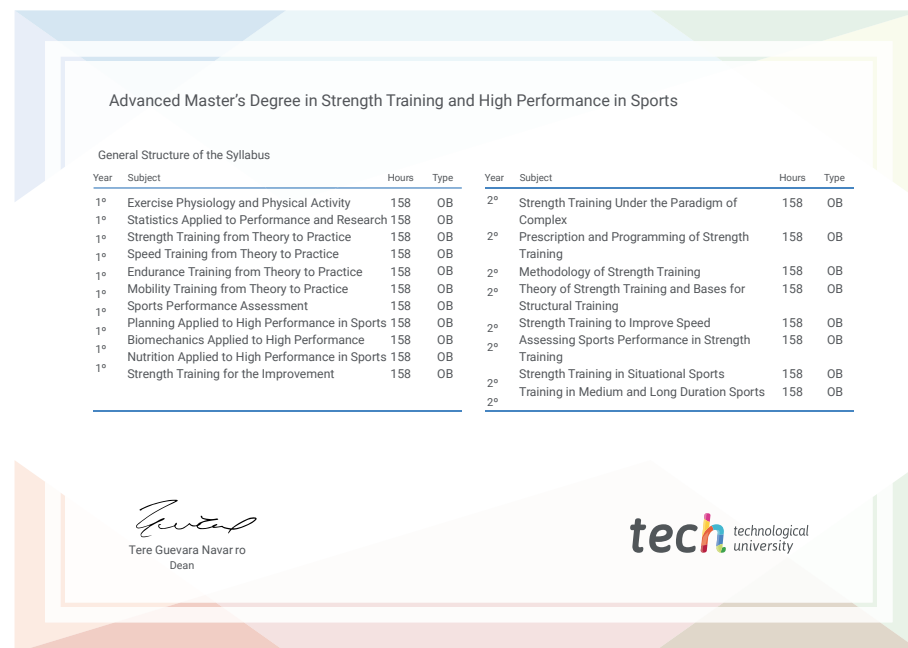 Advanced Master's Degree in Strength Training and High Performance in Sports
General Structure of the Syllabus
Year Subject Hours Type
1º Exercise Physiology and Physical Activity 158 OB
1º Statistics Applied to Performance and Research 158 OB
1º Strength Training from Theory to Practice 158 OB
1º Speed Training from Theory to Practice 158 OB
1º Endurance Training from Theory to Practice 158 OB
1º Mobility Training from Theory to Practice 158 OB
1º Sports Performance Assessment 158 OB
1º Planning Applied to High Performance in Sports 158 OB
1º Biomechanics Applied to High Performance 158 OB
1º Nutrition Applied to High Performance in Sports 158 OB
Strength Training for the Improvement 158 OB
Year Subject Hours Type
2º Strength Training Under the Paradigm of 158 OB
Complex
2º Prescription and Programming of Strength 158 OB
Training
2º Methodology of Strength Training 158 OB
2º Theory of Strength Training and Bases for 158 OB
Structural Training
2º Strength Training to Improve Speed 158 OB
2º Assessing Sports Performance in Strength 158 OB
Training
2º Strength Training in Situational Sports 158 OB
2º Training in Medium and Long Duration Sports 158 OB
Tere Guevara Navarro
Dean
tech technological
university